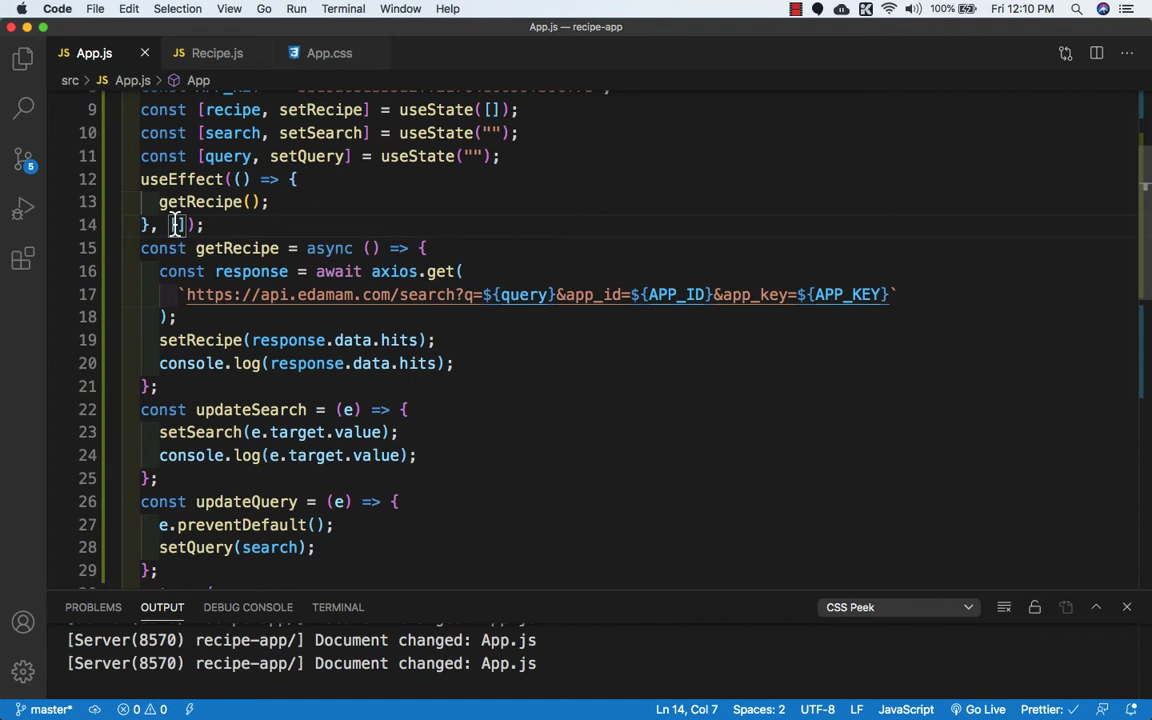 Code File Edit Selection View Go Run Terminal Window Help 100% Fri 12:10 PM
App.js — recipe-app
JS App.js × JS Recipe.js App.css
src > JS App.js > App
9 const [recipe, setRecipe] = useState([]);
10 const [search, setSearch] = useState("");
11 const [query, setQuery] = useState("");
12 useEffect(() => {
13 getRecipe();
14 }, []);
15 const getRecipe = async () => {
16 const response = await axios.get(
17 `https://api.edamam.com/search?q=${query}&app_id=${APP_ID}&app_key=${APP_KEY}`
18 );
19 setRecipe(response.data.hits);
20 console.log(response.data.hits);
21 };
22 const updateSearch = (e) => {
23 setSearch(e.target.value);
24 console.log(e.target.value);
25 };
26 const updateQuery = (e) => {
27 e.preventDefault();
28 setQuery(search);
29 };
5
PROBLEMS OUTPUT DEBUG CONSOLE TERMINAL CSS Peek
[Server(8570) recipe-app/] Document changed: App.js
[Server(8570) recipe-app/] Document changed: App.js
master* 0 0 Ln 14, Col 7 Spaces: 2 UTF-8 LF JavaScript Go Live Prettier: ✓